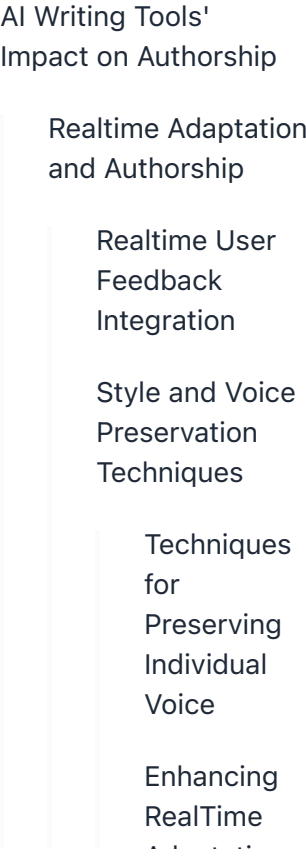 AI Writing Tools'
Impact on Authorship
Realtime Adaptation
and Authorship
Realtime User
Feedback
Integration
Style and Voice
Preservation
Techniques
Techniques
for
Preserving
Individual
Voice
Enhancing
RealTime